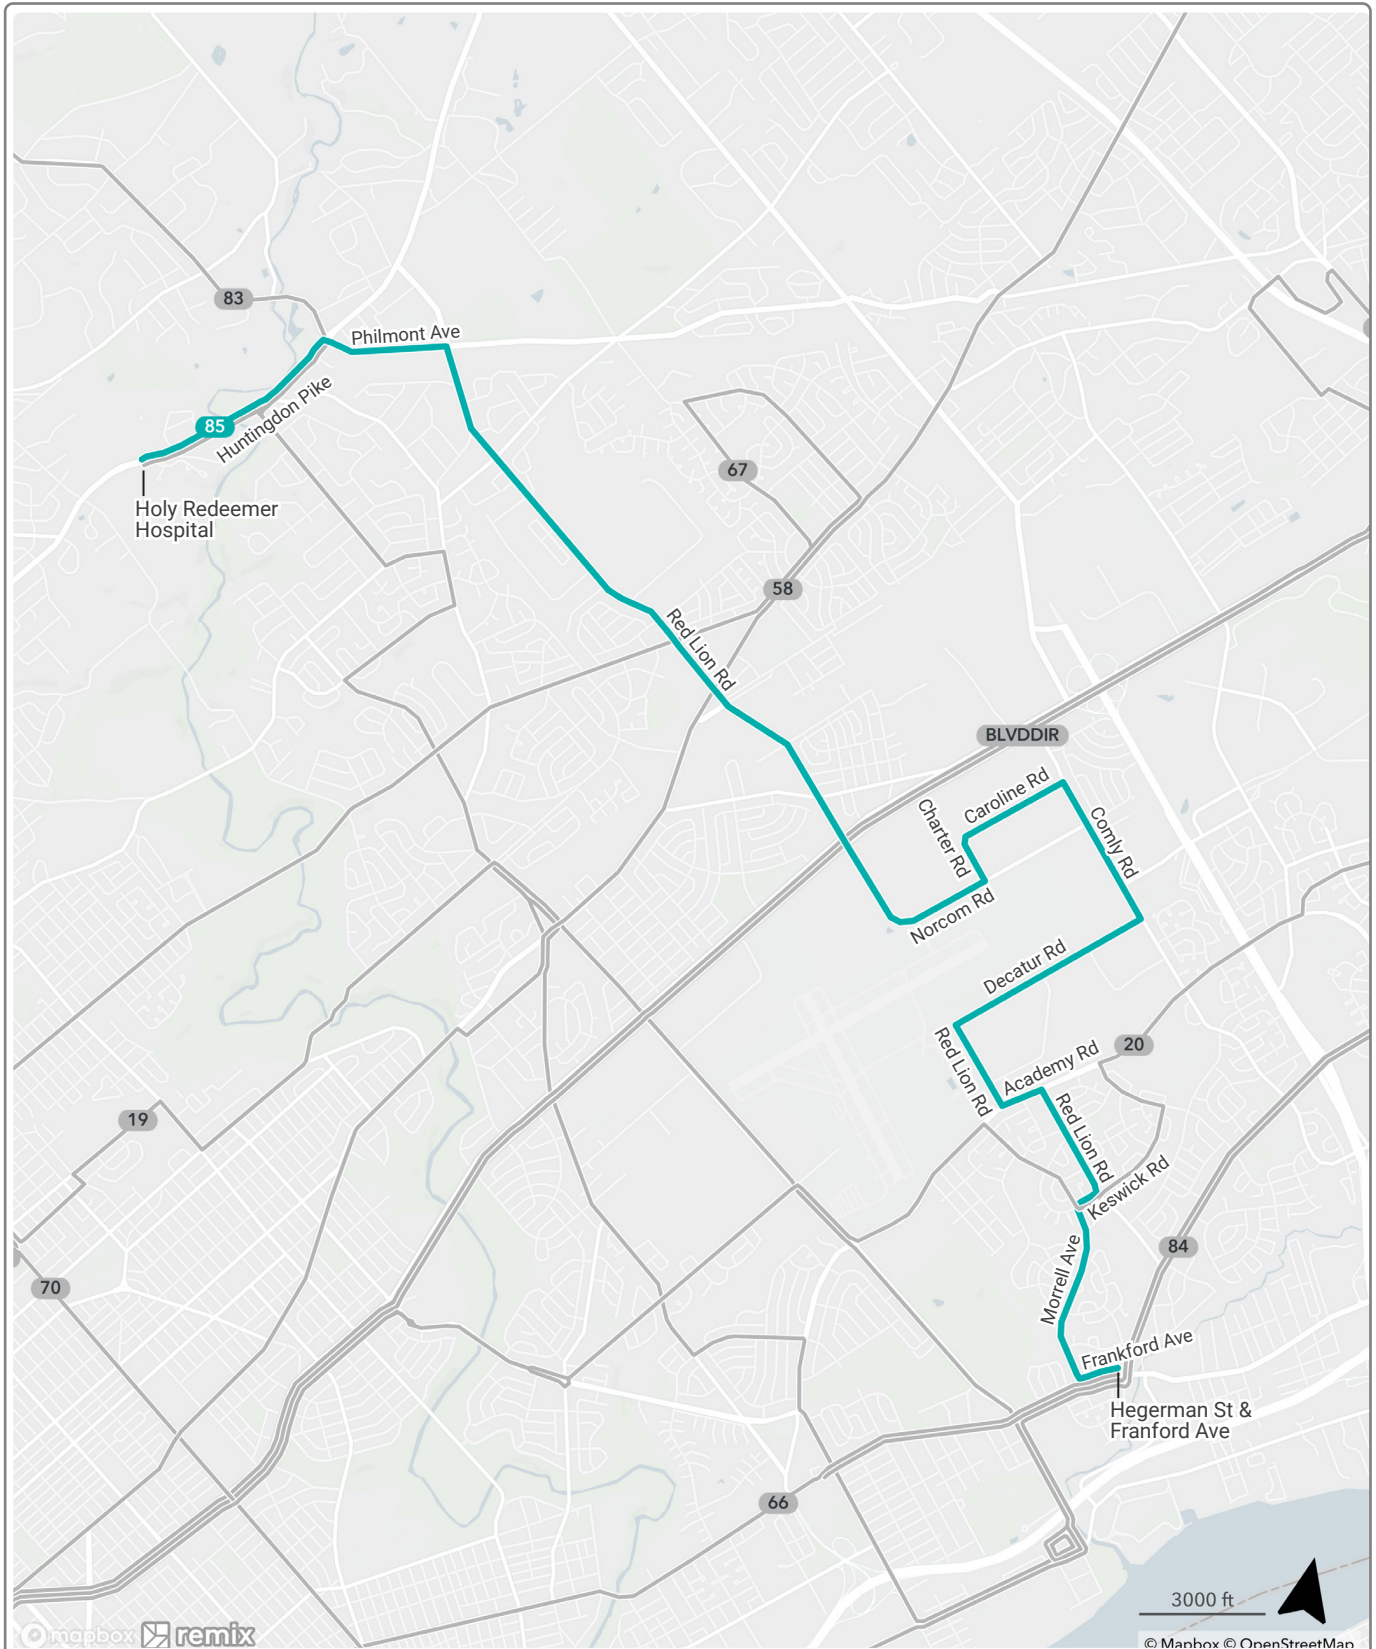 83
Philmont Ave
Huntingdon Pike
85
67
Holy Redeemer
Hospital
58
Red Lion Rd
BLVDDIR
Caroline Rd
Charter Rd
Comly Rd
Norcom Rd
Decatur Rd
Red Lion Rd
Academy Rd
20
19
Red Lion Rd
Keswick Rd
84
70
Morrell Ave
Frankford Ave
Hegerman St &
Franford Ave
66
3000 ft
mapbox
remix
© Mapbox © OpenStreetMap